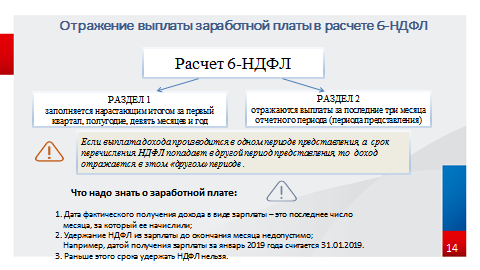 Отражение выплаты заработной платы в расчете 6-НДФЛ
Расчет 6-НДФЛ
РАЗДЕЛ 1
заполняется нарастающим итогом за первый
квартал, полугодие, девять месяцев и год
РАЗДЕЛ 2
отражаются выплаты за последние три месяца
отчетного периода (периода представления)
Если выплата дохода производится в одном периоде представления, а срок
перечисления НДФЛ попадает в другой период представления, то доход
отражается в этом «другом» периоде .
Что надо знать о заработной плате:
1. Дата фактического получения дохода в виде зарплаты – это последнее число
месяца, за который ее начислили;
2. Удержание НДФЛ из зарплаты до окончания месяца недопустимо;
Например, датой получения зарплаты за январь 2019 года считается 31.01.2019.
3. Раньше этого срока удержать НДФЛ нельзя.
14